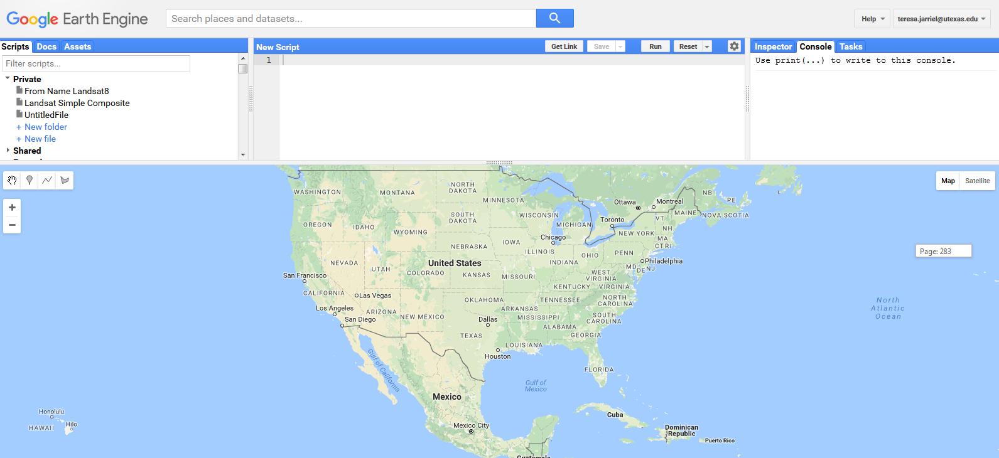 Google Earth Engine
Search places and datasets...
Help
teresa.jarriel@utexas.edu
Scripts Docs Assets
New Script
Get Link
Save
Run
Reset
Inspector Console Tasks
Filter scripts...
1
Use print(...) to write to this console.
Private
From Name Landsat8
Landsat Simple Composite
UntitledFile
+ New folder
+ New file
Shared
Map
Satellite
+
−
WASHINGTON
MONTANA
NORTH
DAKOTA
MINNESOTA
Ottawa
Montreal
NB
PE
MAINE
NOVA SCOTIA
OREGON
IDAHO
WYOMING
SOUTH
DAKOTA
WISCONSIN
MICHIGAN
Toronto
VT
NH
NEW YORK
MA
CT RI
Chicago
IOWA
NEBRASKA
ILLINOIS
INDIANA
OHIO
PENN
Page: 283
NEVADA
UTAH
United States
COLORADO
KANSAS
MISSOURI
WEST
VIRGINIA
MD
DE
NJ
Philadelphia
San Francisco
CALIFORNIA
Las Vegas
KENTUCKY
VIRGINIA
OKLAHOMA
TENNESSEE
NORTH
CAROLINA
Los Angeles
ARIZONA
NEW MEXICO
ARKANSAS
North
Atlantic
Ocean
San Diego
Dallas
MISSISSIPPI
SOUTH
CAROLINA
ALABAMA
TEXAS
GEORGIA
LOUISIANA
Houston
Gulf of California
FLORIDA
Gulf of
Mexico
Mexico
Honolulu
HAWAII
Hilo
Mexico City
Cuba
Dominican
Republic
Puerto Rico
Guatemala